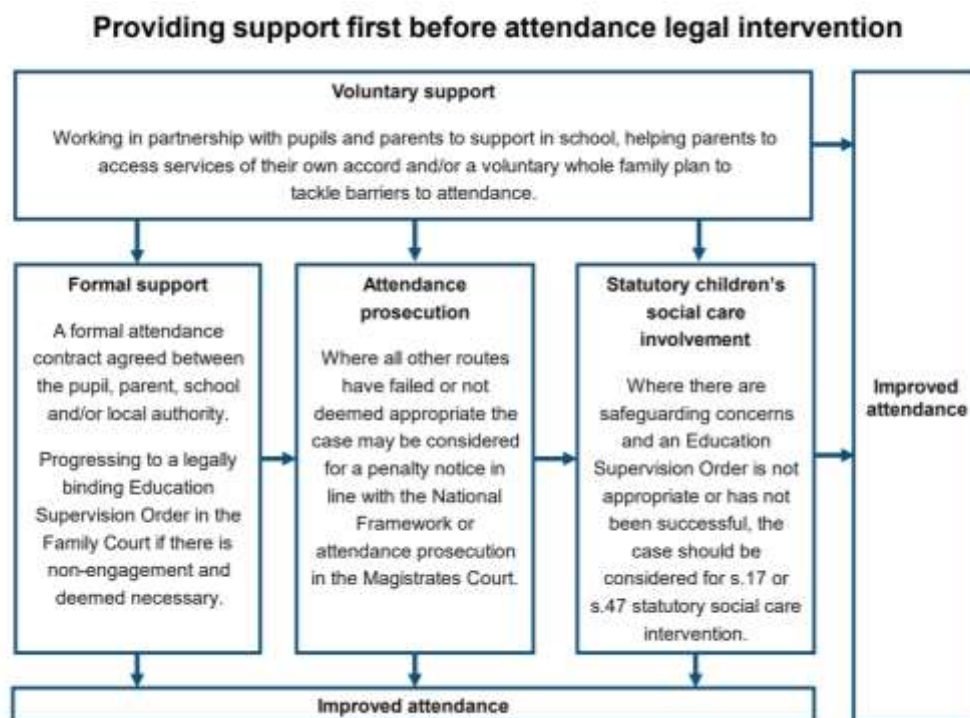 Providing support first before attendance legal intervention
Voluntary support
Working in partnership with pupils and parents to support in school, helping parents to
access services of their own accord and/or a voluntary whole family plan to
tackle barriers to attendance.
Formal support
A formal attendance
contract agreed between
the pupil, parent, school
and/or local authority.
Progressing to a legally
binding Education
Supervision Order in the
Family Court if there is
non-engagement and
deemed necessary.
Attendance
prosecution
Where all other routes
have failed or not
deemed appropriate the
case may be considered
for a penalty notice in
line with the National
Framework or
attendance prosecution
in the Magistrates Court.
Statutory children's
social care
involvement
Where there are
safeguarding concerns
and an Education
Supervision Order is not
appropriate or has not
been successful, the
case should be
considered for s.17 or
s.47 statutory social care
intervention.
Improved
attendance
Improved attendance